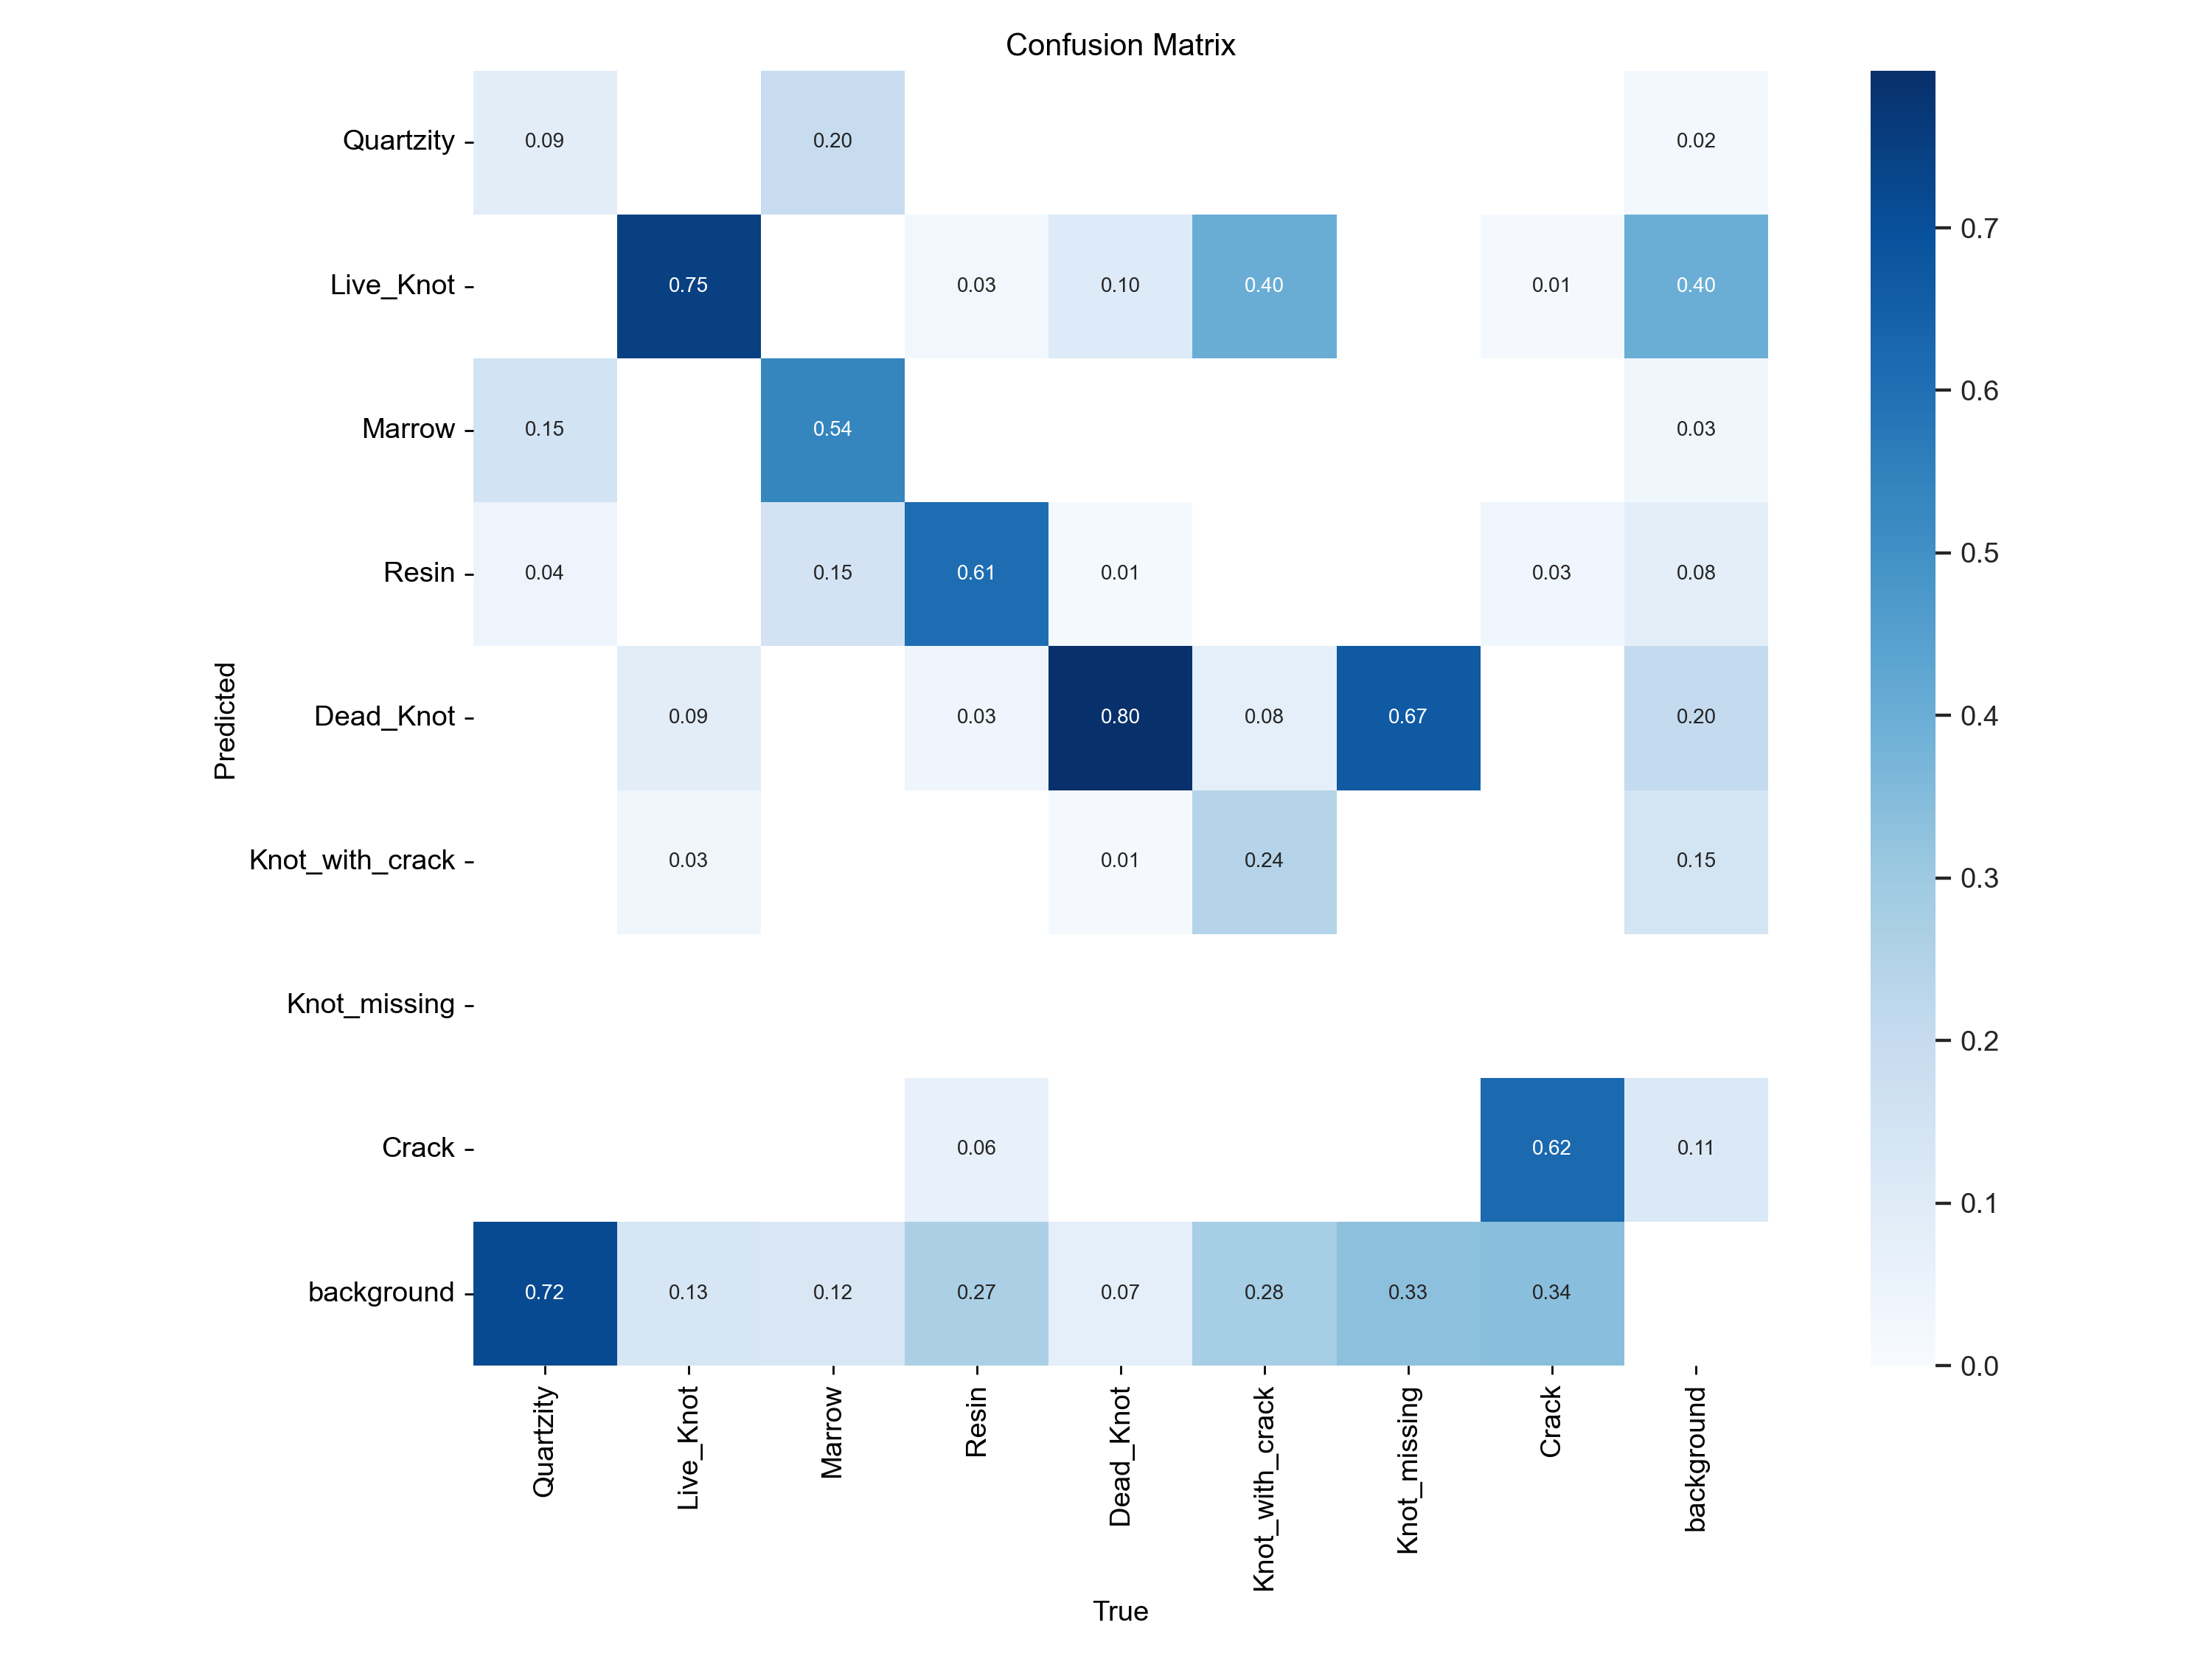 Confusion Matrix
Quartzity 0.09 0.20 0.02
Live_Knot 0.75 0.03 0.10 0.40 0.01 0.40
Marrow 0.15 0.54 0.03
Resin 0.04 0.15 0.61 0.01 0.03 0.08
Dead_Knot 0.09 0.03 0.80 0.08 0.67 0.20
Knot_with_crack 0.03 0.01 0.24 0.15
Knot_missing
Crack 0.06 0.62 0.11
background 0.72 0.13 0.12 0.27 0.07 0.28 0.33 0.34
Predicted
Quartzity Live_Knot Marrow Resin Dead_Knot Knot_with_crack Knot_missing Crack background
True
0.7
0.6
0.5
0.4
0.3
0.2
0.1
0.0